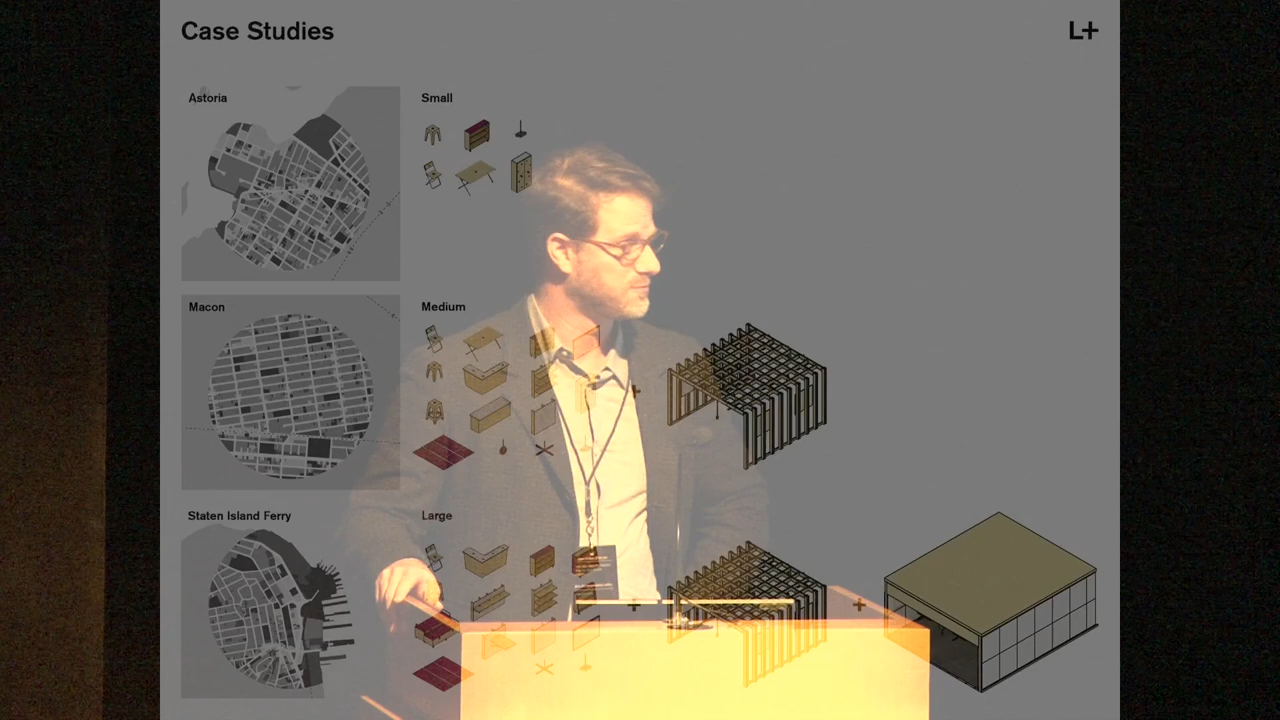 Case Studies
L+
Astoria
Small
Macon
Medium
Staten Island Ferry
Large